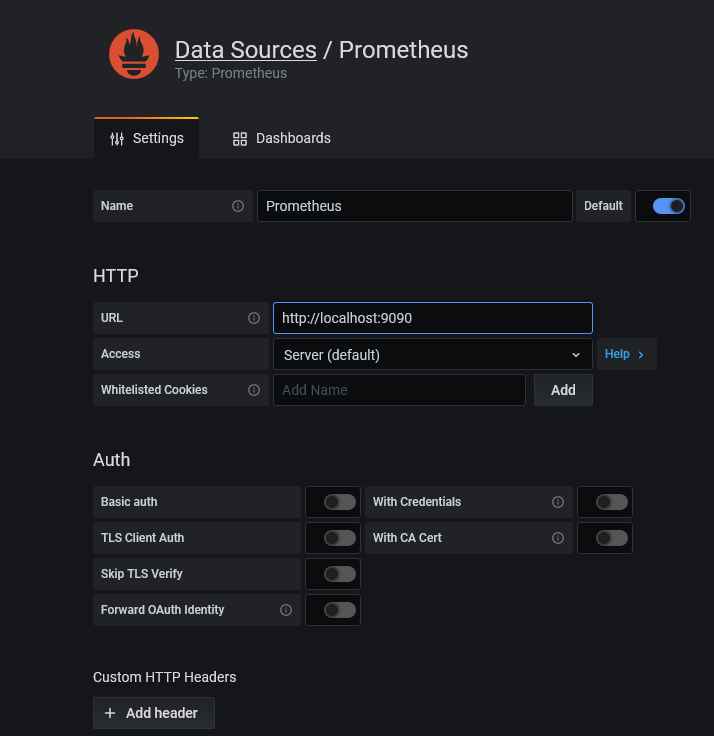 Data Sources / Prometheus
Type: Prometheus
Settings
Dashboards
Name
Prometheus
Default
HTTP
URL
http://localhost:9090
Access
Server (default)
Help
Whitelisted Cookies
Add Name
Add
Auth
Basic auth
With Credentials
TLS Client Auth
With CA Cert
Skip TLS Verify
Forward OAuth Identity
Custom HTTP Headers
Add header